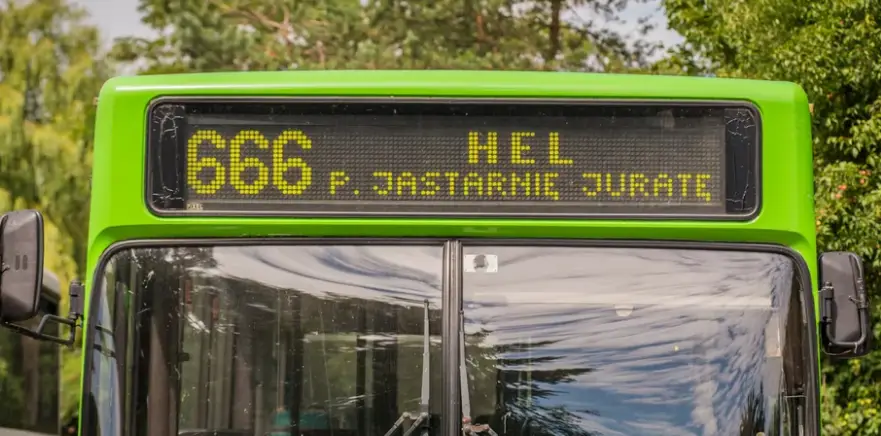 666 HEL
P. JASTARNIĘ JURATĘ